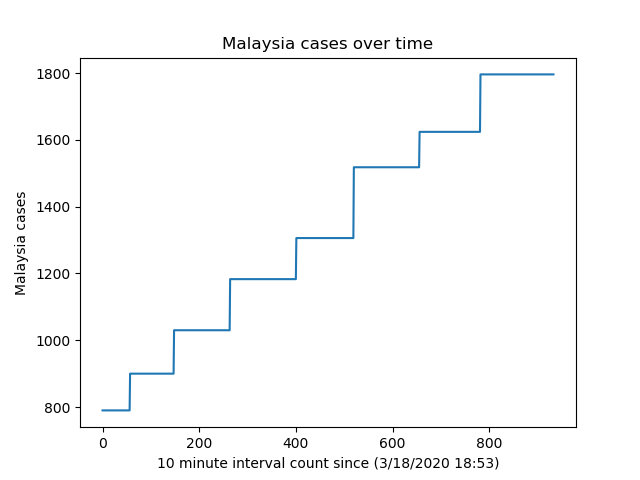 Malaysia cases over time
1800
1600
1400
1200
1000
800
Malaysia cases
0 200 400 600 800
10 minute interval count since (3/18/2020 18:53)